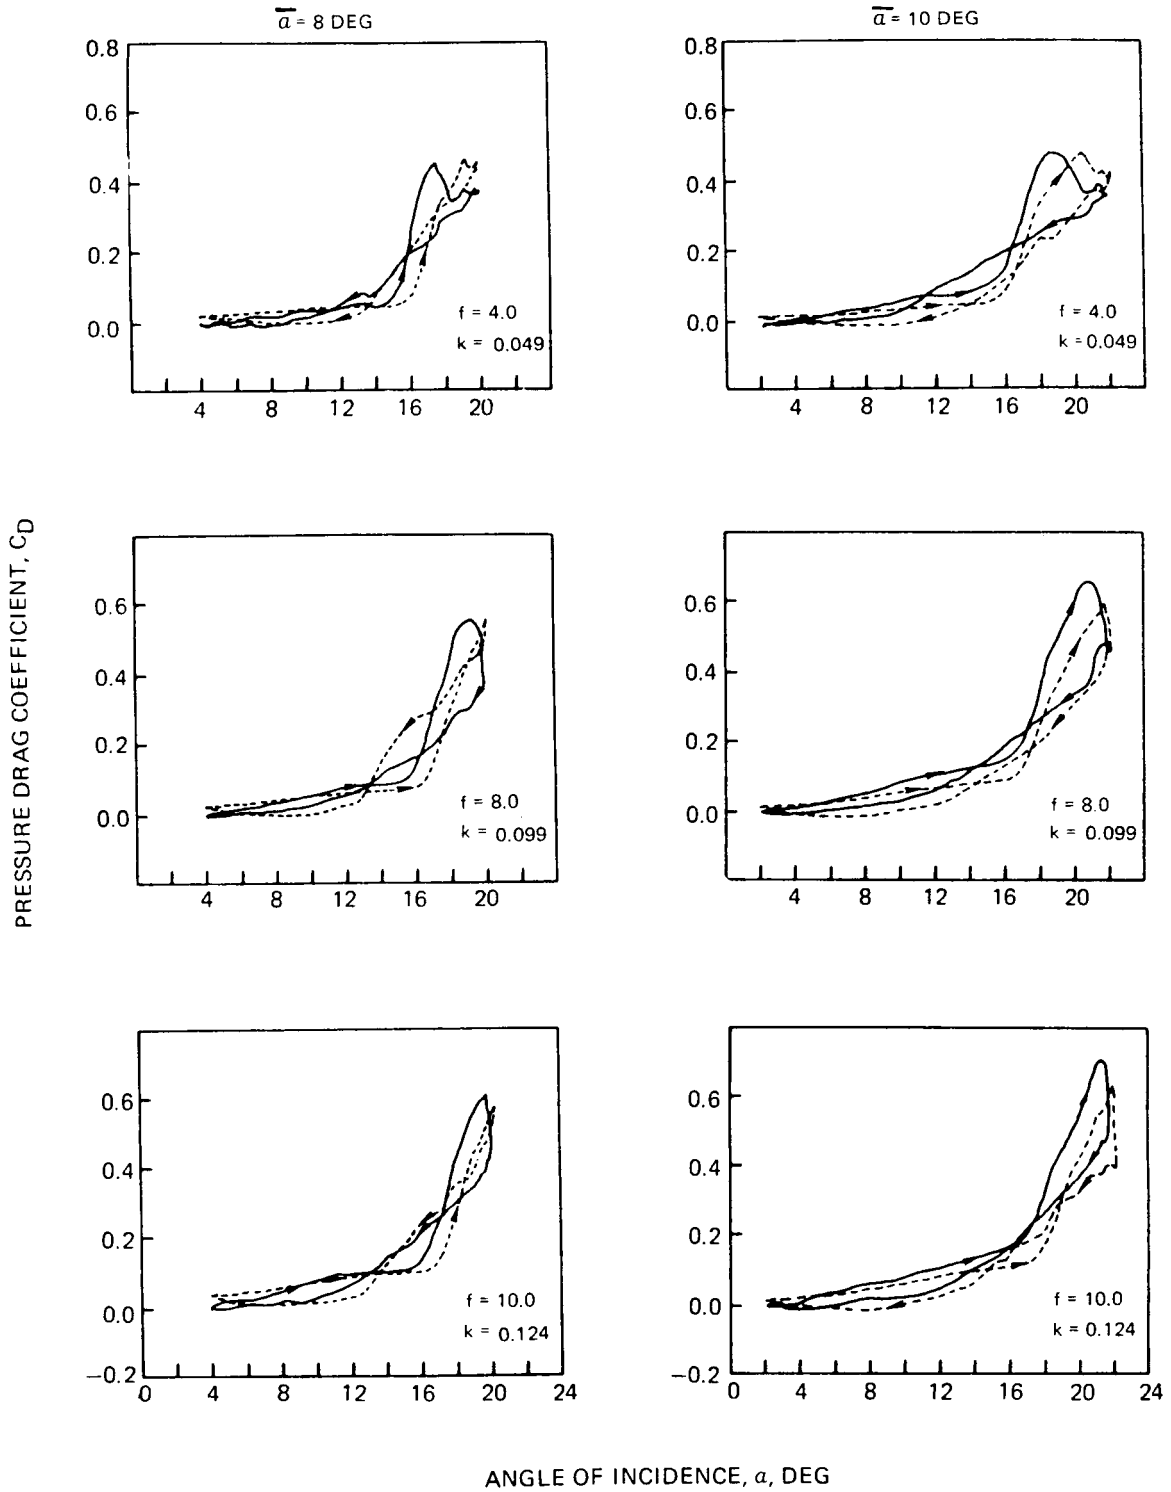 a = 8 DEG
0.8
0.6
0.4
0.2
0.0
f = 4.0
k = 0.049
4 8 12 16 20
a = 10 DEG
0.8
0.6
0.4
0.2
0.0
f = 4.0
k = 0.049
4 8 12 16 20
PRESSURE DRAG COEFFICIENT, CD
0.6
0.4
0.2
0.0
f = 8.0
k = 0.099
4 8 12 16 20
0.6
0.4
0.2
0.0
f = 8.0
k = 0.099
4 8 12 16 20
0.6
0.4
0.2
0.0
−0.2
f = 10.0
k = 0.124
0 4 8 12 16 20 24
0.6
0.4
0.2
0.0
−0.2
f = 10.0
k = 0.124
0 4 8 12 16 20 24
ANGLE OF INCIDENCE, a, DEG